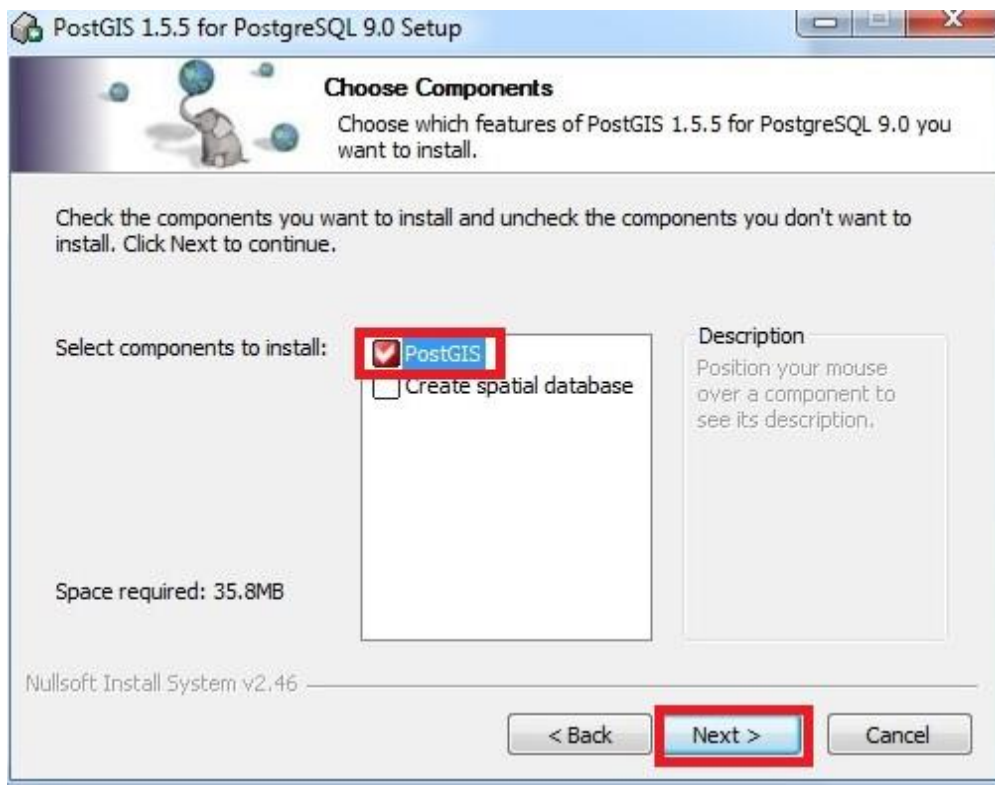 PostGIS 1.5.5 for PostgreSQL 9.0 Setup
Choose Components
Choose which features of PostGIS 1.5.5 for PostgreSQL 9.0 you
want to install.
Check the components you want to install and uncheck the components you don't want to
install. Click Next to continue.
Select components to install:
PostGIS
Create spatial database
Description
Position your mouse
over a component to
see its description.
Space required: 35.8MB
Nullsoft Install System v2.46
< Back
Next >
Cancel